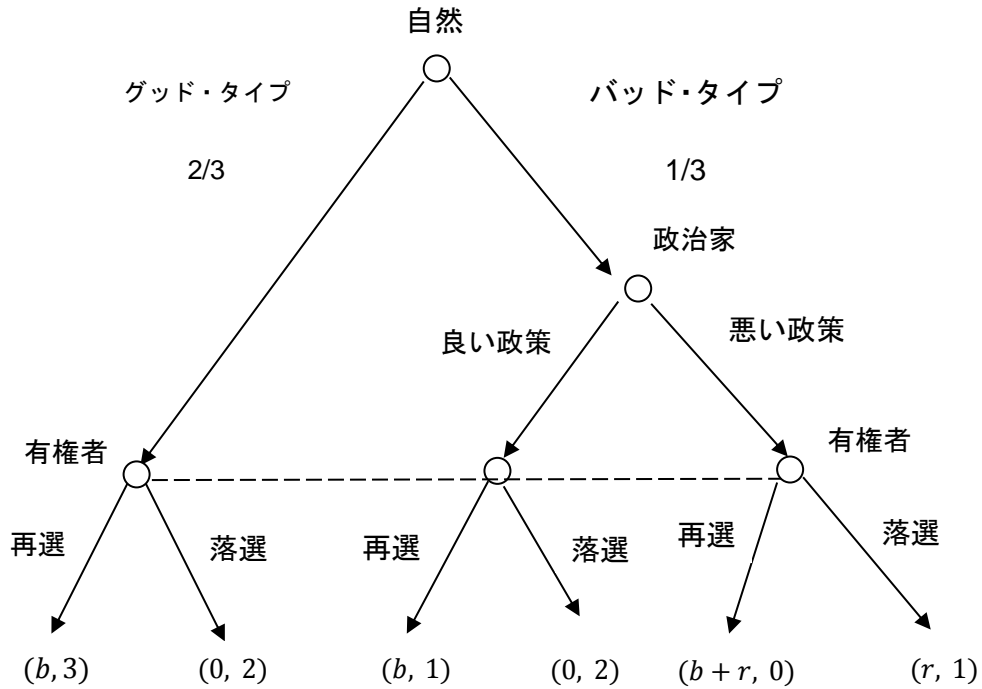 自然
グッド・タイプ
バッド・タイプ
2/3
1/3
政治家
良い政策
悪い政策
有権者
有権者
再選
落選
再選
落選
再選
落選
(b, 3)
(0, 2)
(b, 1)
(0, 2)
(b + r, 0)
(r, 1)